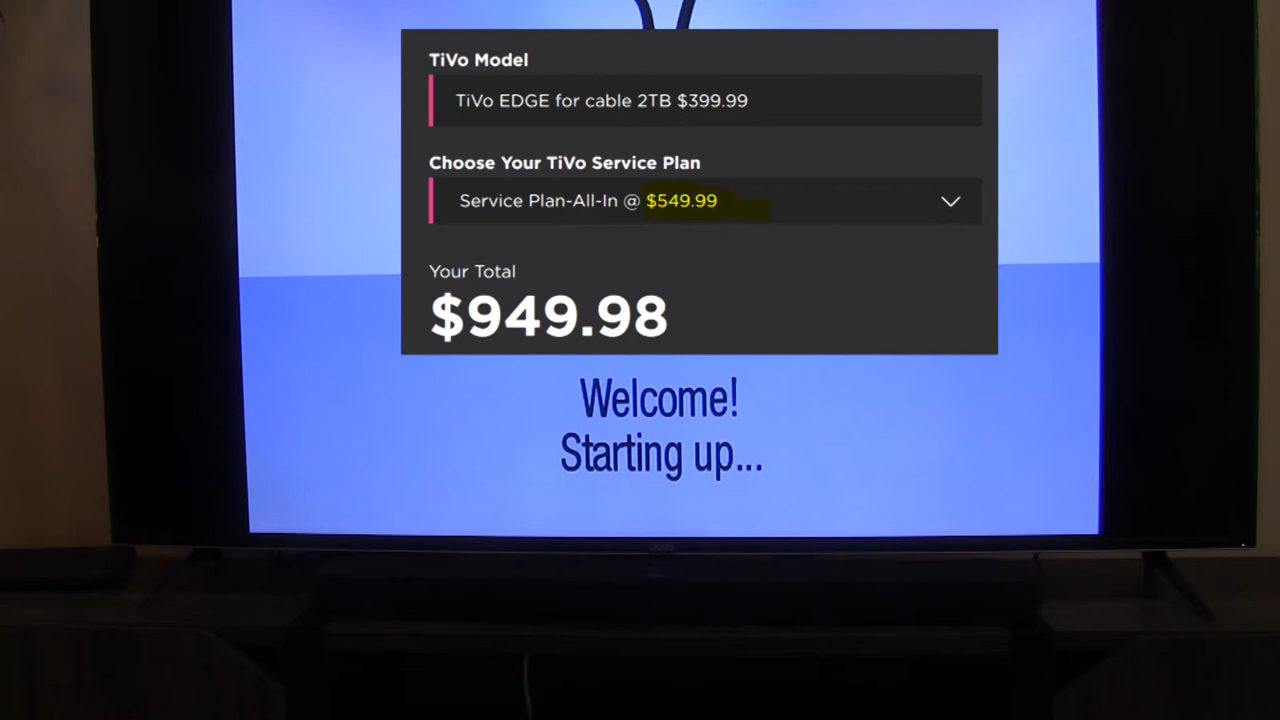 TiVo Model
TiVo EDGE for cable 2TB $399.99
Choose Your TiVo Service Plan
Service Plan-All-In @ $549.99
Your Total
$949.98
Welcome!
Starting up...